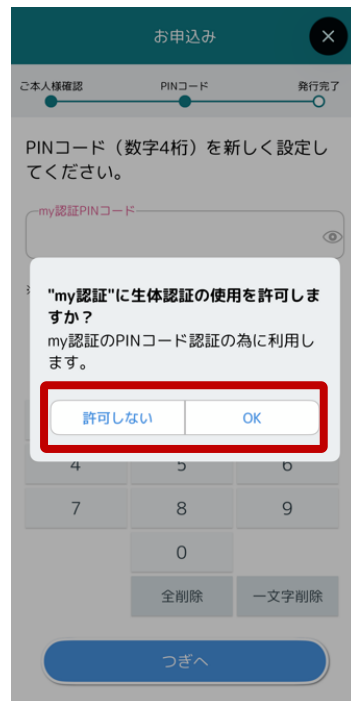 お申込み
ご本人様確認
PINコード
発行完了
PINコード（数字4桁）を新しく設定し
てください。
my認証PINコード
"my認証"に生体認証の使用を許可しま
すか？
my認証のPINコード認証の為に利用し
ます。
許可しない
OK
4
5
6
7
8
9
0
全削除
一文字削除
つぎへ